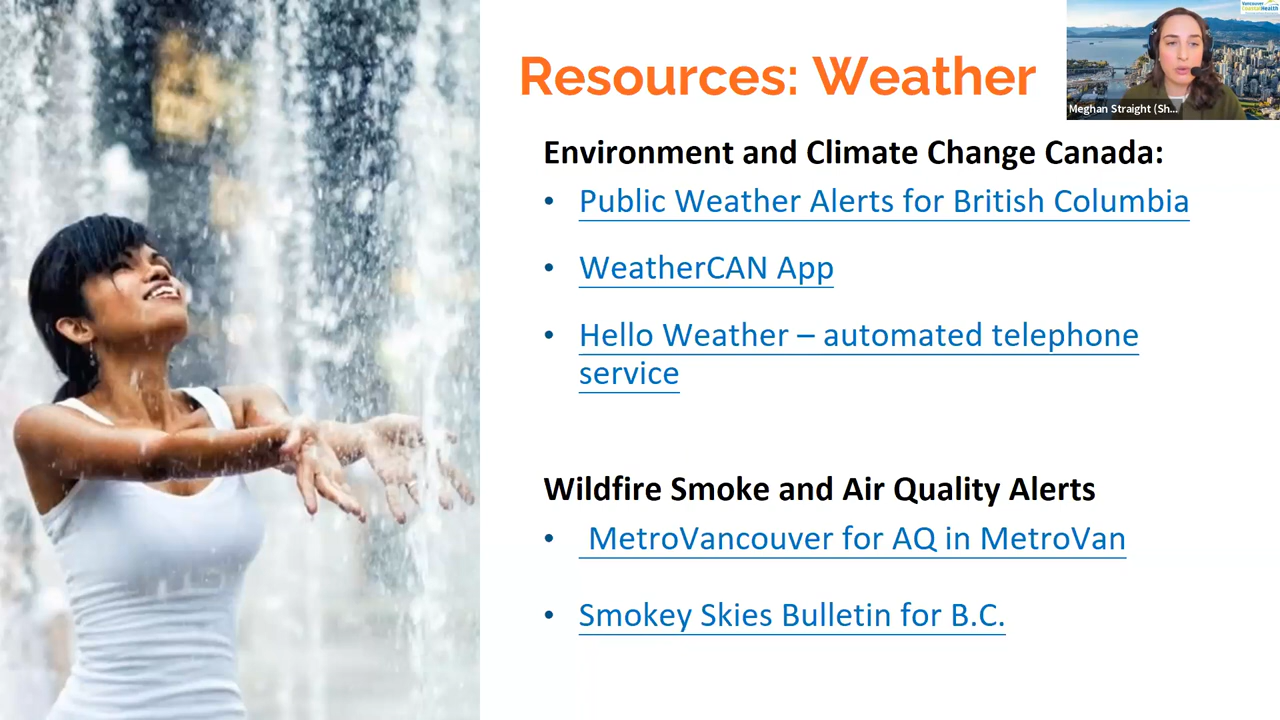 Resources: Weather
Vancouver
CoastalHealth
Meghan Straight (Sh...
Environment and Climate Change Canada:
• Public Weather Alerts for British Columbia
• WeatherCAN App
• Hello Weather – automated telephone
service
Wildfire Smoke and Air Quality Alerts
• MetroVancouver for AQ in MetroVan
• Smokey Skies Bulletin for B.C.